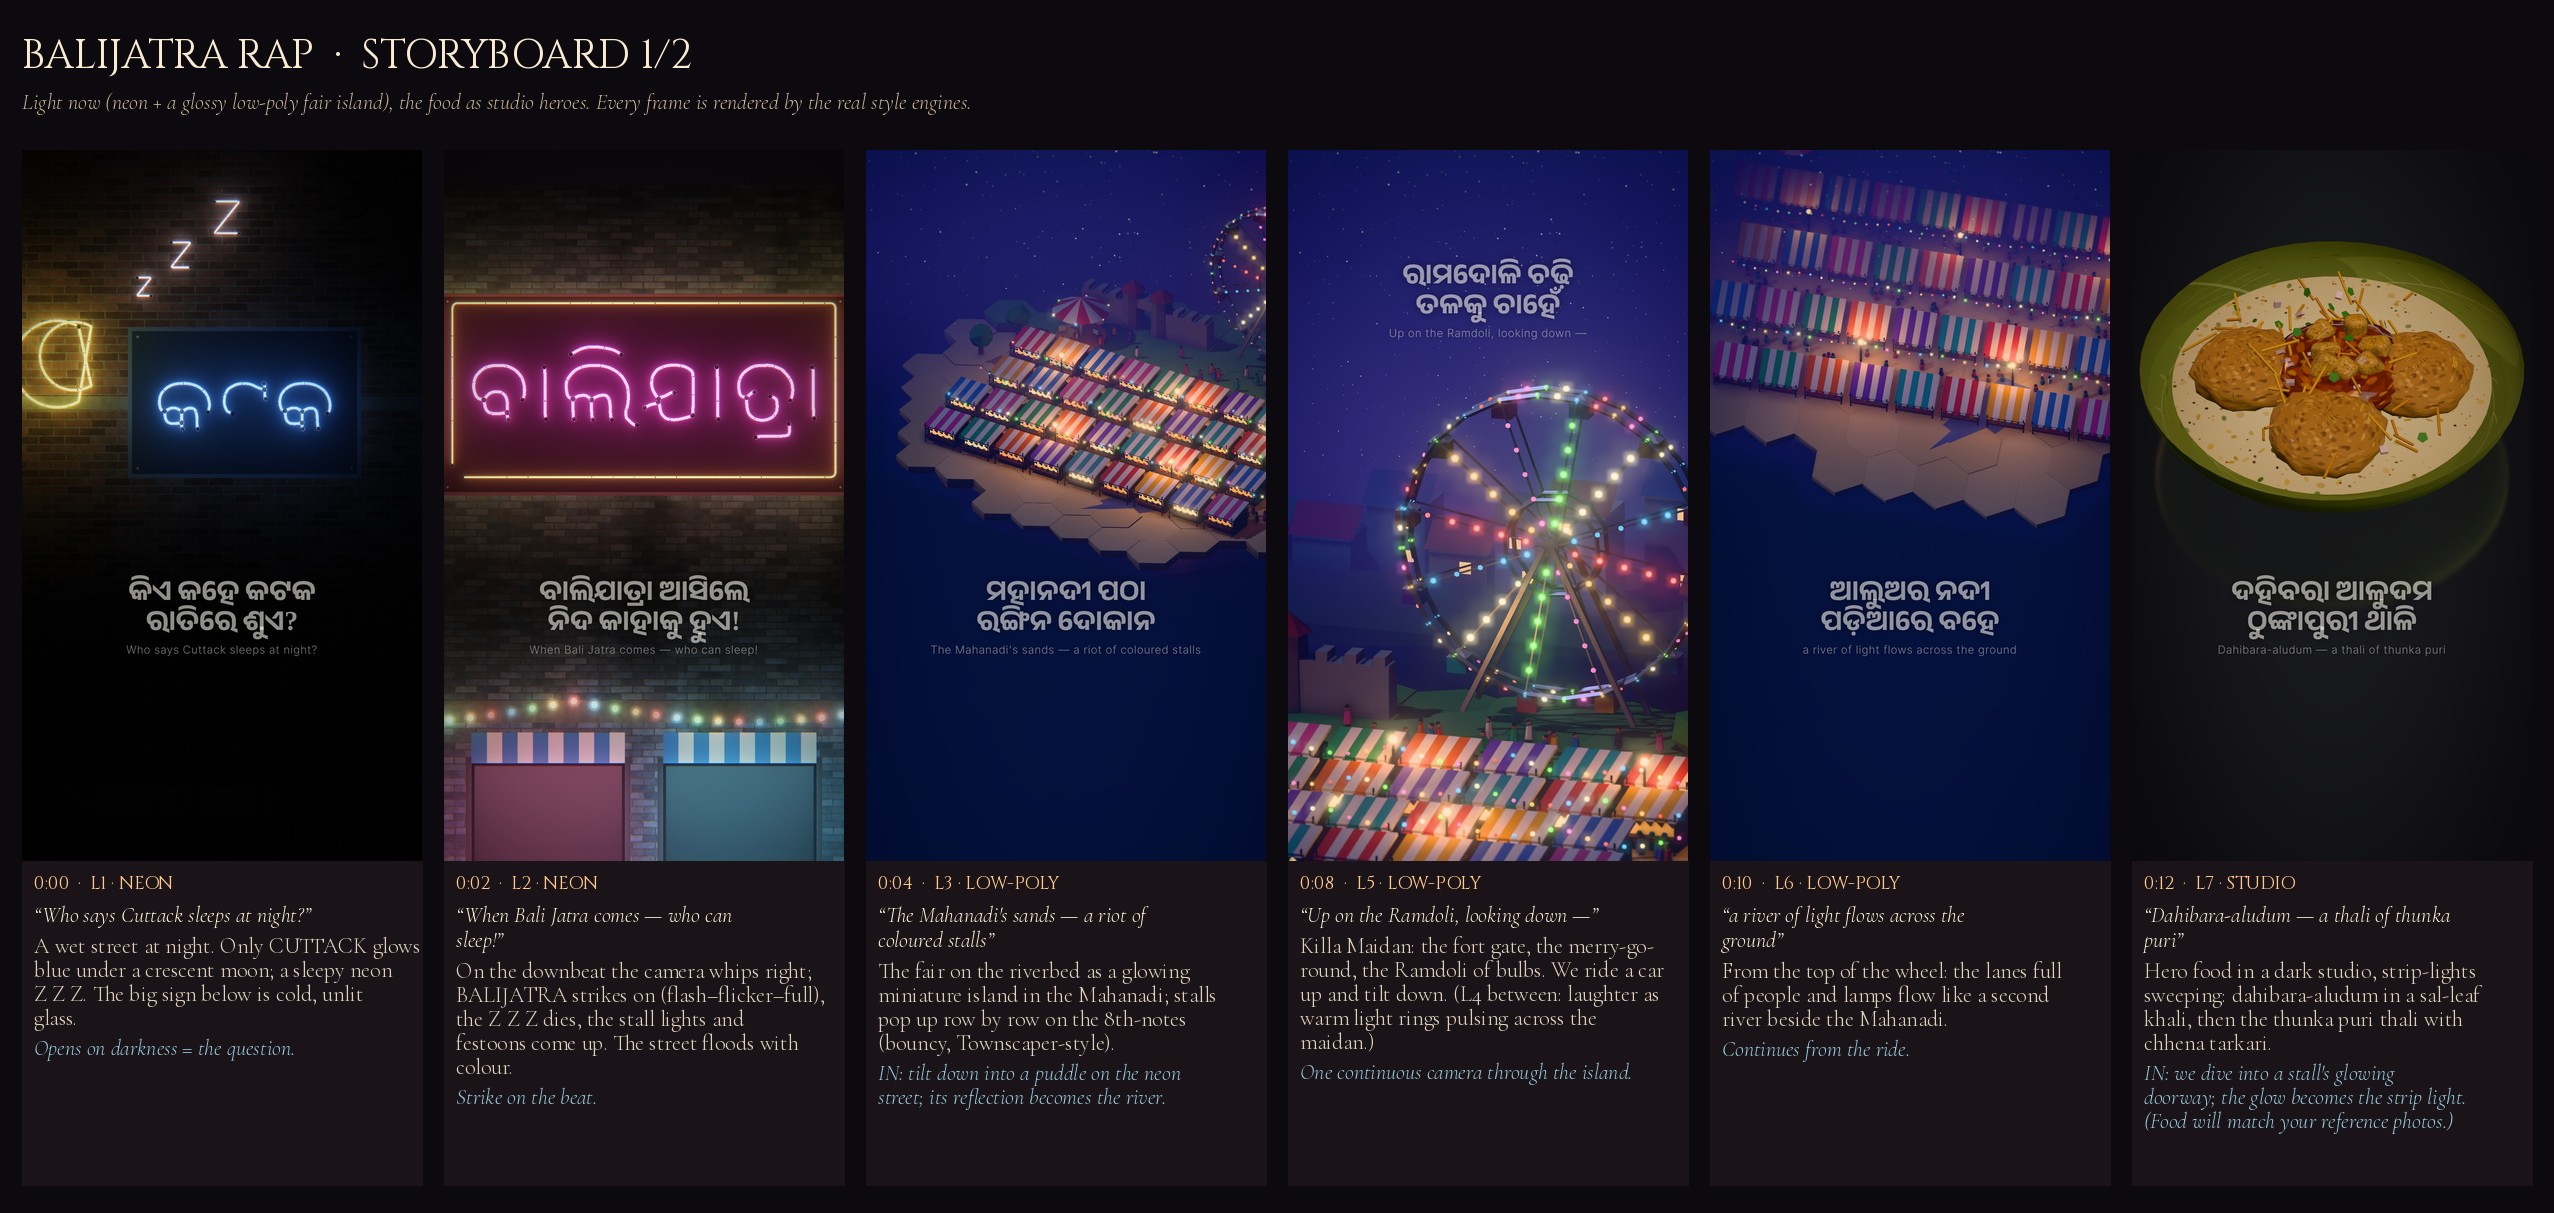 BALIJATRA RAP · STORYBOARD 1/2
Light now (neon + a glossy low-poly fair island), the food as studio heroes. Every frame is rendered by the real style engines.
Z
Z
Z
କଟକ
କିଏ କହେ କଟକ
ରାତିରେ ଶୁଏ?
Who says Cuttack sleeps at night?
0:00 · L1 · NEON
“Who says Cuttack sleeps at night?”
A wet street at night. Only CUTTACK glows
blue under a crescent moon; a sleepy neon
Z Z Z. The big sign below is cold, unlit
glass.
Opens on darkness = the question.
ବାଲିଯାତ୍ରା
ବାଲିଯାତ୍ରା ଆସିଲେ
ନିଦ କାହାକୁ ହୁଏ!
When Bali Jatra comes — who can sleep!
0:02 · L2 · NEON
“When Bali Jatra comes — who can
sleep!”
On the downbeat the camera whips right;
BALIJATRA strikes on (flash–flicker–full),
the Z Z Z dies, the stall lights and
festoons come up. The street floods with
colour.
Strike on the beat.
ମହାନଦୀ ପଠା
ରଙ୍ଗିନ ଦୋକାନ
The Mahanadi's sands — a riot of coloured stalls
0:04 · L3 · LOW-POLY
“The Mahanadi's sands — a riot of
coloured stalls”
The fair on the riverbed as a glowing
miniature island in the Mahanadi; stalls
pop up row by row on the 8th-notes
(bouncy, Townscaper-style).
IN: tilt down into a puddle on the neon
street; its reflection becomes the river.
ରାମଦୋଳି ଚଢ଼ି
ତଳକୁ ଚାହେଁ
Up on the Ramdoli, looking down —
0:08 · L5 · LOW-POLY
“Up on the Ramdoli, looking down —”
Killa Maidan: the fort gate, the merry-go-
round, the Ramdoli of bulbs. We ride a car
up and tilt down. (L4 between: laughter as
warm light rings pulsing across the
maidan.)
One continuous camera through the island.
ଆଲୁଅର ନଦୀ
ପଡ଼ିଆରେ ବହେ
a river of light flows across the ground
0:10 · L6 · LOW-POLY
“a river of light flows across the
ground”
From the top of the wheel: the lanes full
of people and lamps flow like a second
river beside the Mahanadi.
Continues from the ride.
ଦହିବରା ଆଳୁଦମ
ଠୁଙ୍କାପୁରୀ ଥାଳି
Dahibara-aludum — a thali of thunka puri
0:12 · L7 · STUDIO
“Dahibara-aludum — a thali of thunka
puri”
Hero food in a dark studio, strip-lights
sweeping: dahibara-aludum in a sal-leaf
khali, then the thunka puri thali with
chhena tarkari.
IN: we dive into a stall's glowing
doorway; the glow becomes the strip light.
(Food will match your reference photos.)